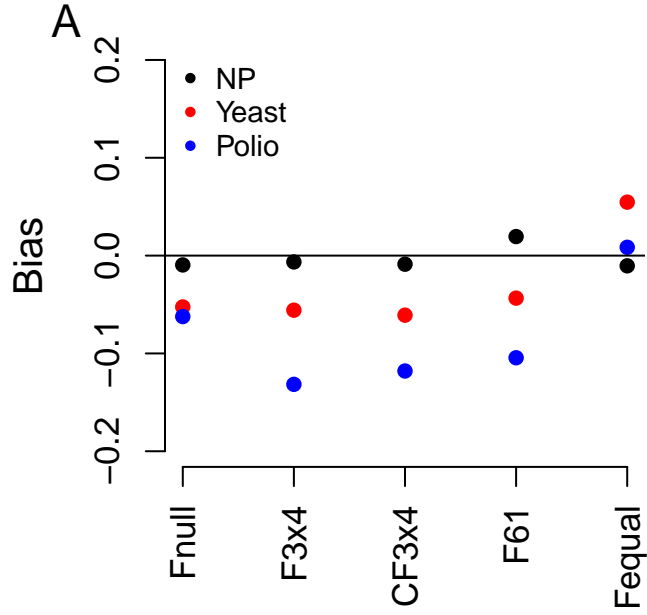 A
NP
Yeast
Polio
Bias
0.2
0.1
0.0
−0.1
−0.2
Fnull
F3x4
CF3x4
F61
Fequal